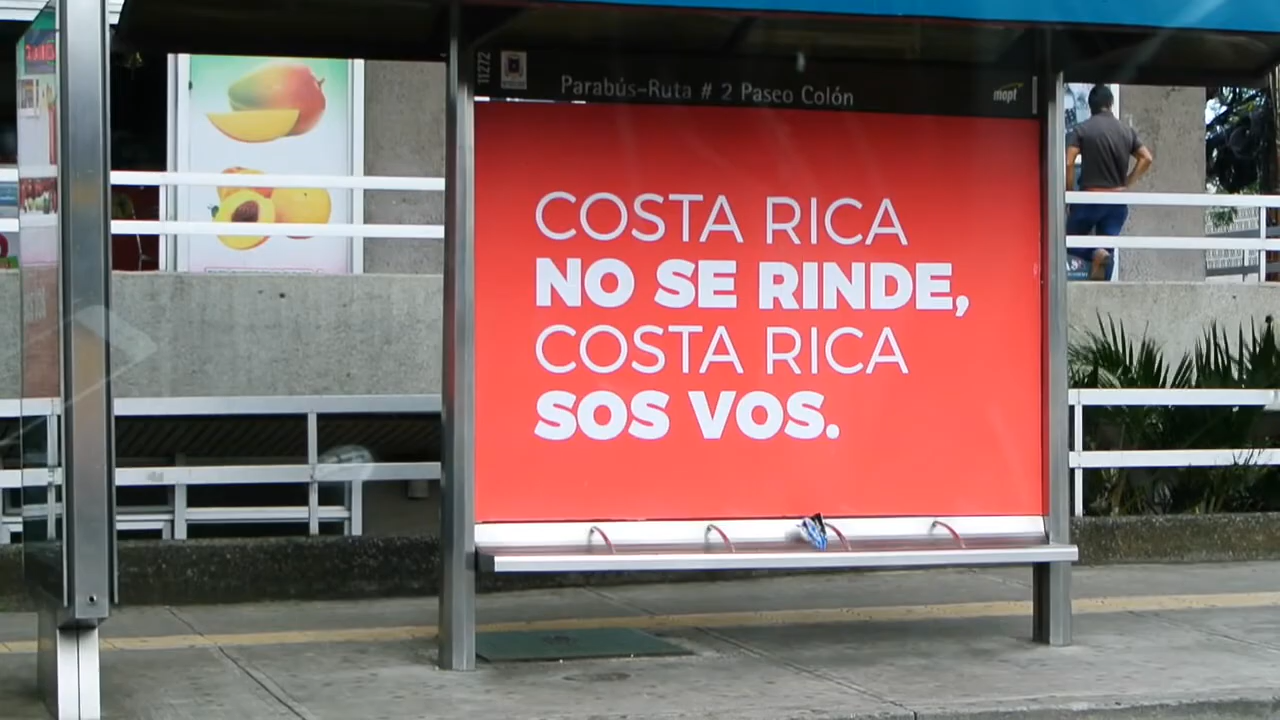 11272
Parabús-Ruta # 2 Paseo Colón
mopt
COSTA RICA
NO SE RINDE,
COSTA RICA
SOS VOS.